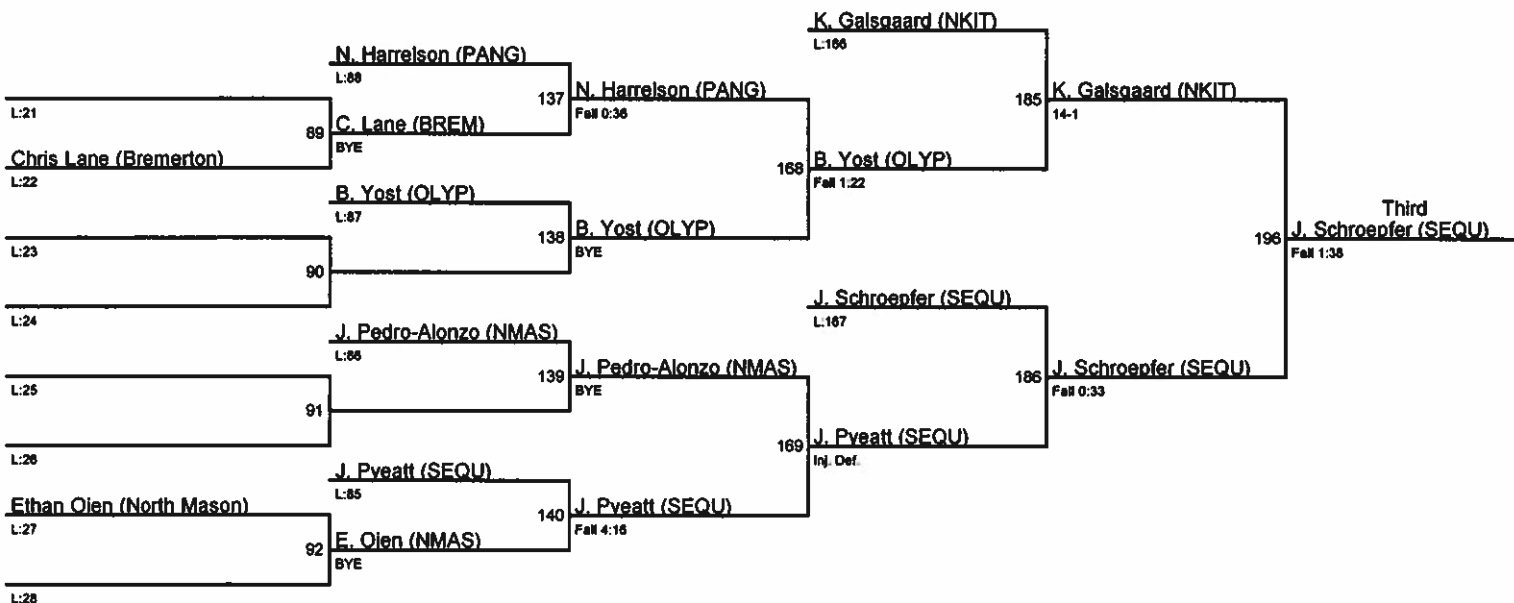 K. Galsgaard (NKIT)
L:166
N. Harrelson (PANG)
L:88
137
N. Harrelson (PANG)
Fall 0:36
185
K. Galsgaard (NKIT)
14-1
L:21
89
C. Lane (BREM)
BYE
Chris Lane (Bremerton)
L:22
168
B. Yost (OLYP)
Fall 1:22
B. Yost (OLYP)
L:87
138
B. Yost (OLYP)
BYE
L:23
90
L:24
196
Third
J. Schroepfer (SEQU)
Fall 1:38
J. Schroepfer (SEQU)
L:167
J. Pedro-Alonzo (NMAS)
L:86
139
J. Pedro-Alonzo (NMAS)
BYE
186
J. Schroepfer (SEQU)
Fall 0:33
L:25
91
L:26
169
J. Pyeatt (SEQU)
Inj. Def.
J. Pyeatt (SEQU)
L:85
140
J. Pyeatt (SEQU)
Fall 4:16
Ethan Oien (North Mason)
L:27
92
E. Oien (NMAS)
BYE
L:28